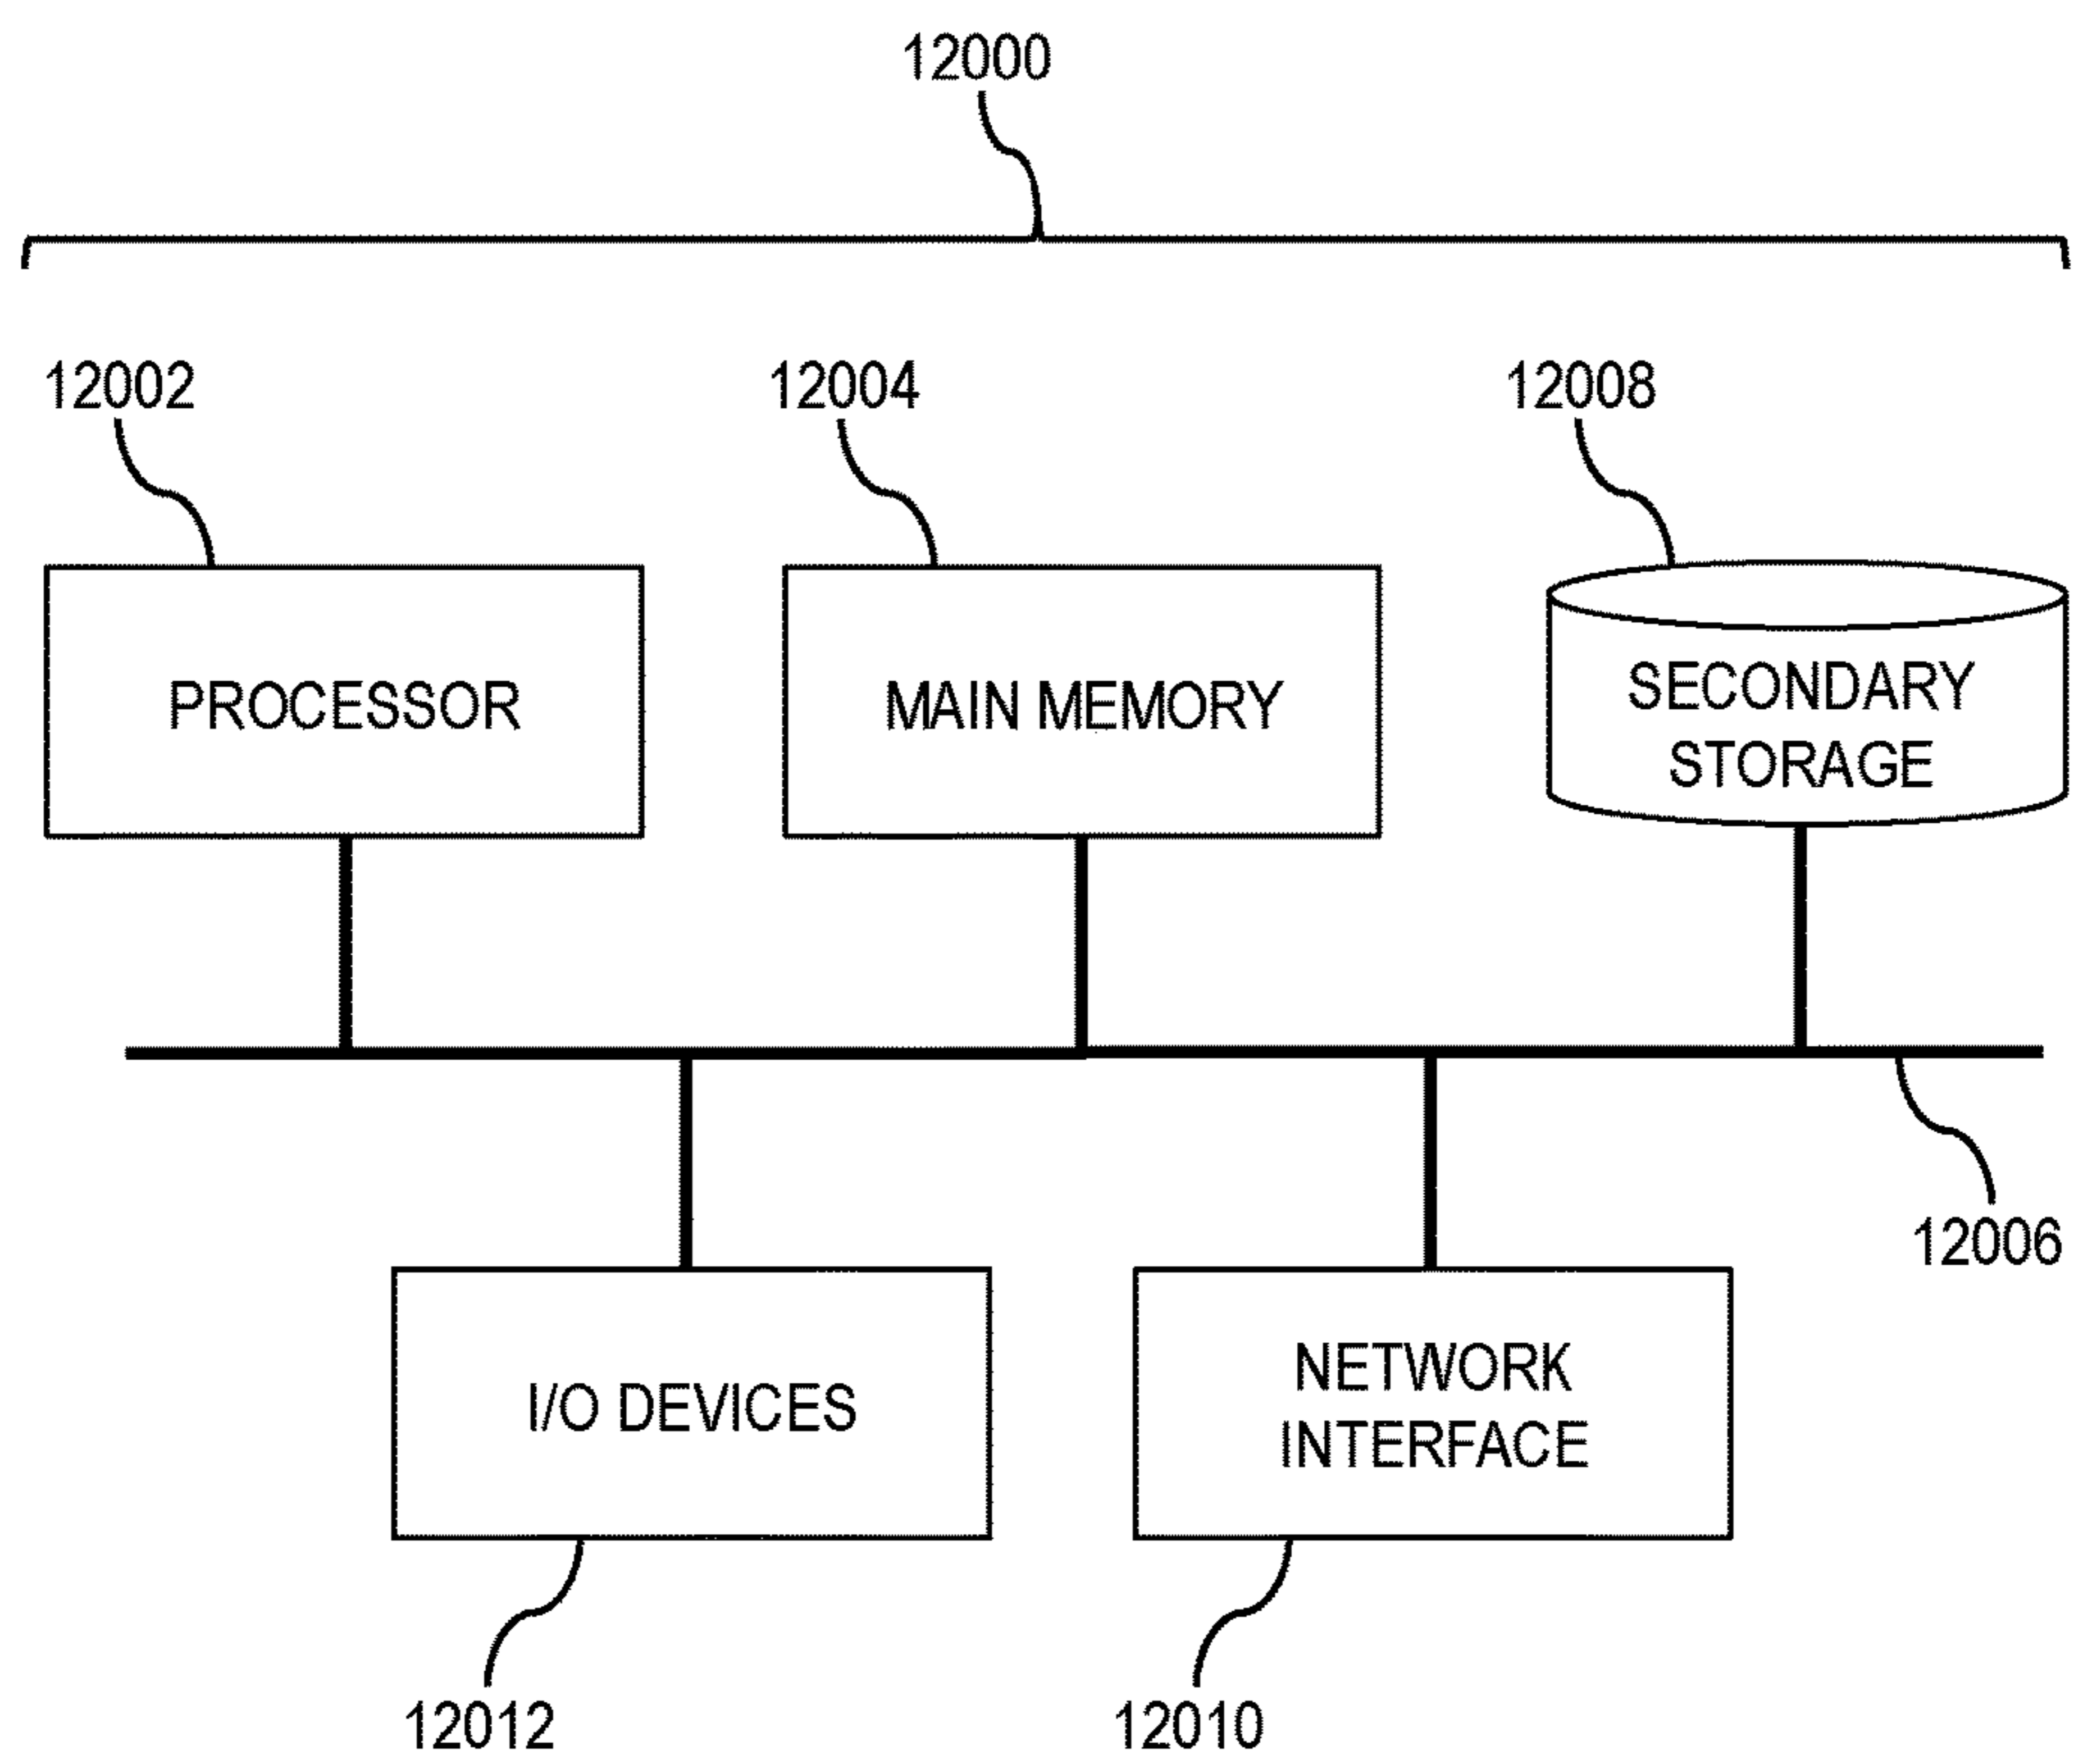 12000
12002
12004
12008
PROCESSOR
MAIN MEMORY
SECONDARY
STORAGE
12006
I/O DEVICES
NETWORK
INTERFACE
12012
12010